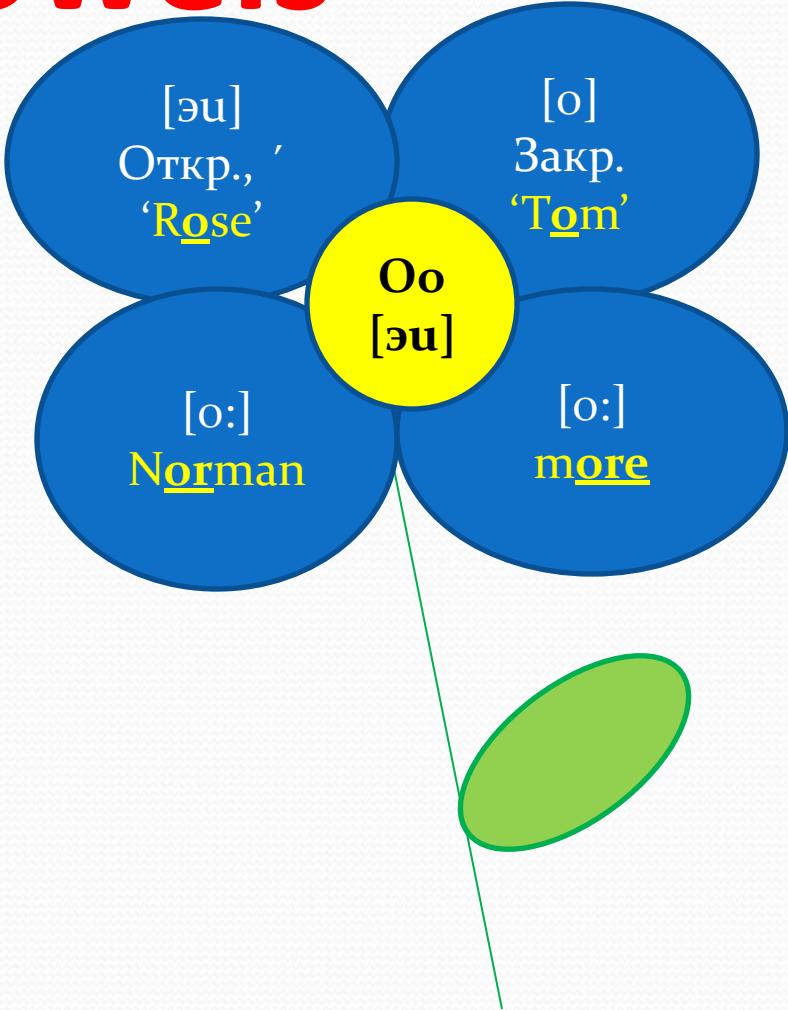 [эu]
Откр., ´
‘Rose’
[o]
Закр.
‘Tom’
Oo
[эu]
[o:]
Norman
[o:]
more